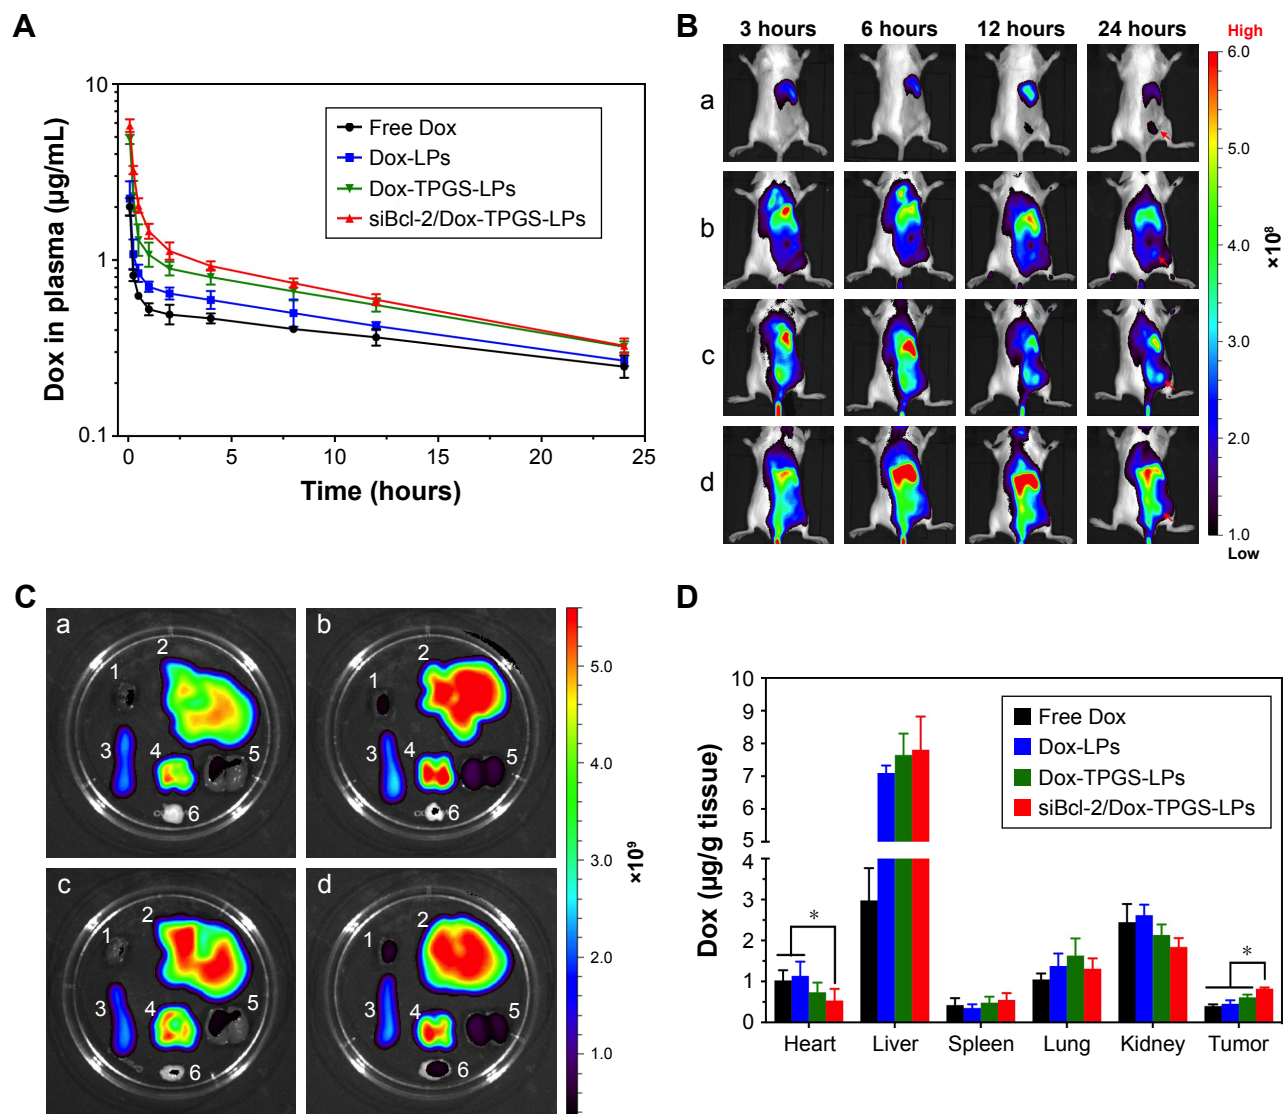 A
Dox in plasma (µg/mL)
10
1
0.1
0 5 10 15 20 25
Time (hours)
Free Dox
Dox-LPs
Dox-TPGS-LPs
siBcl-2/Dox-TPGS-LPs
B
3 hours 6 hours 12 hours 24 hours
a
b
c
d
High
6.0
5.0
4.0
3.0
2.0
1.0
Low
×10⁸
C
a
1 2 3 4 5 6
b
1 2 3 4 5 6
c
1 2 3 4 5 6
d
1 2 3 4 5 6
5.0
4.0
3.0
2.0
1.0
×10⁹
D
Dox (µg/g tissue)
10
9
8
7
6
5
4
3
2
1
0
Free Dox
Dox-LPs
Dox-TPGS-LPs
siBcl-2/Dox-TPGS-LPs
*
*
Heart Liver Spleen Lung Kidney Tumor